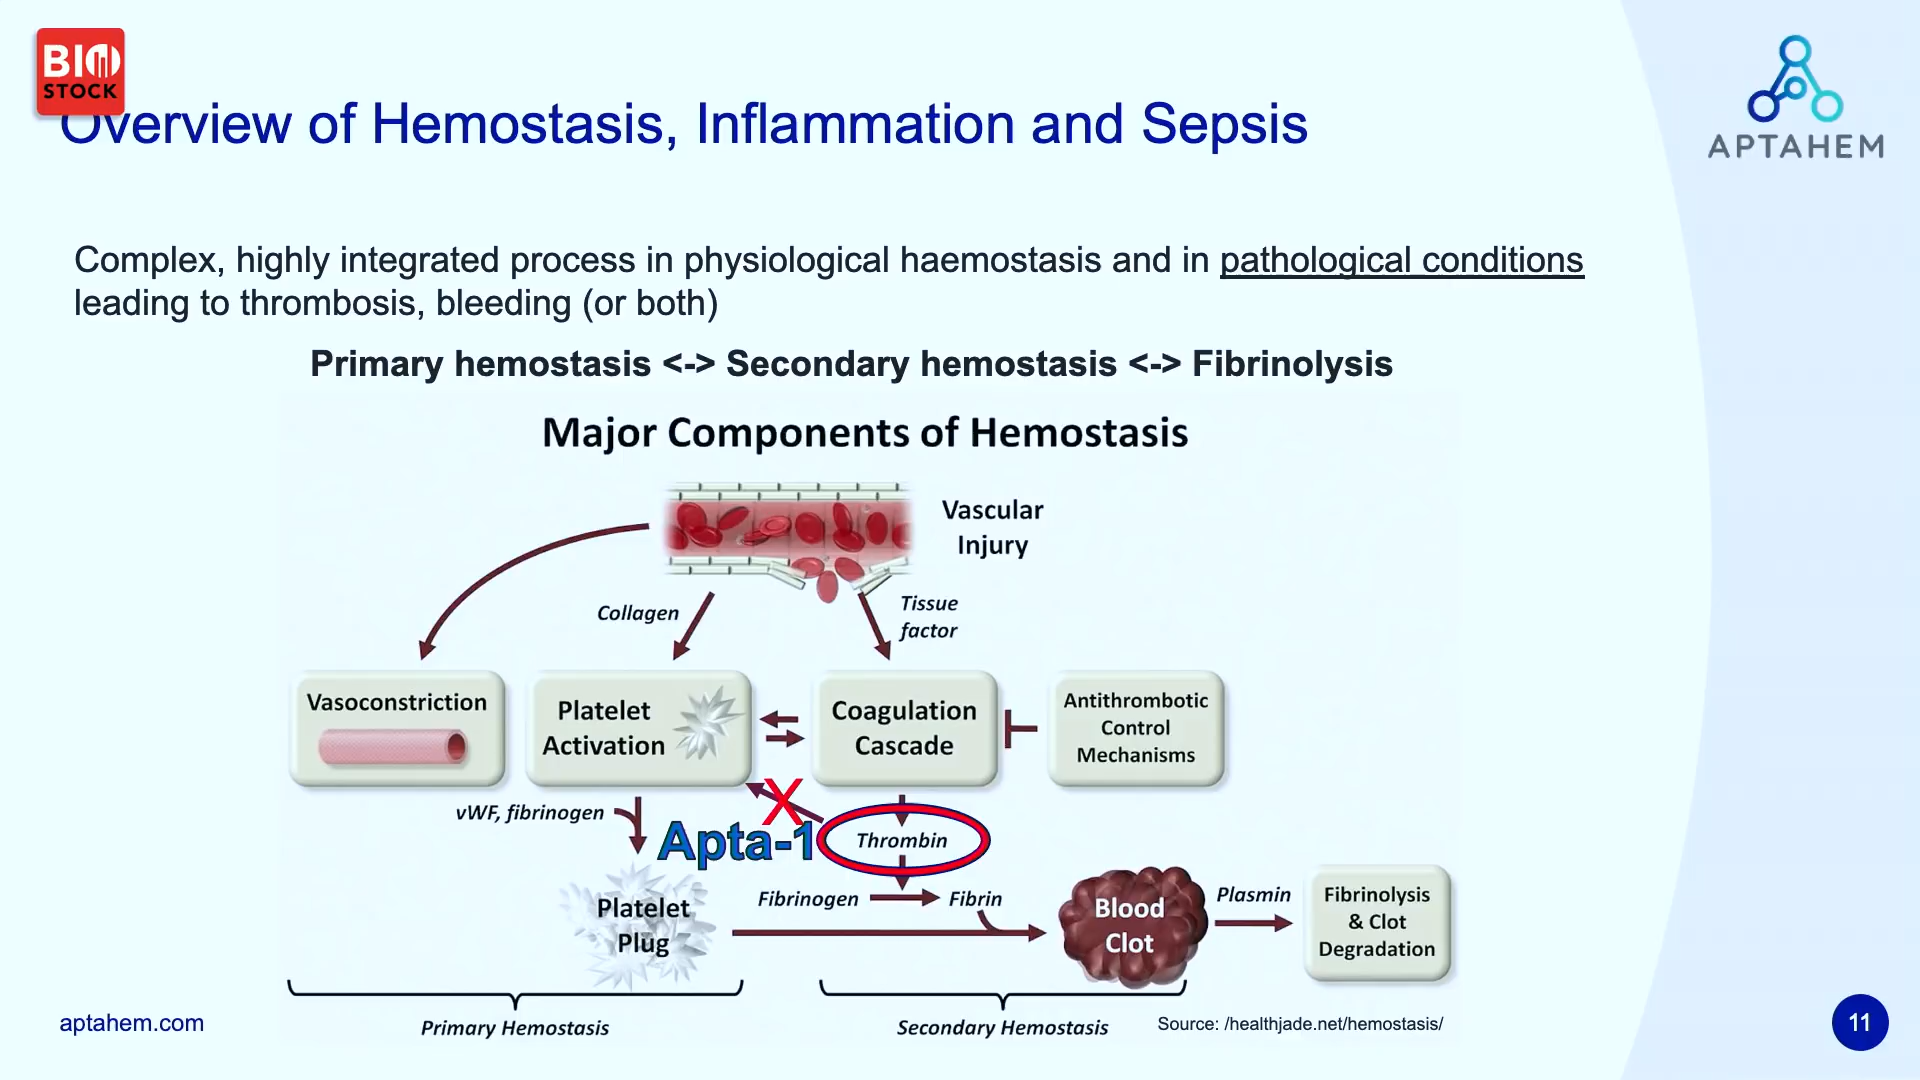 BIO
STOCK
Overview of Hemostasis, Inflammation and Sepsis
APTAHEM
Complex, highly integrated process in physiological haemostasis and in pathological conditions
leading to thrombosis, bleeding (or both)
Primary hemostasis <-> Secondary hemostasis <-> Fibrinolysis
Major Components of Hemostasis
Vascular
Injury
Collagen
Tissue
factor
Vasoconstriction
Platelet
Activation
Coagulation
Cascade
Antithrombotic
Control
Mechanisms
vWF, fibrinogen
X
Apta-1
Thrombin
Fibrinogen
Fibrin
Platelet
Plug
Blood
Clot
Plasmin
Fibrinolysis
& Clot
Degradation
Primary Hemostasis
Secondary Hemostasis
Source: /healthjade.net/hemostasis/
aptahem.com
11